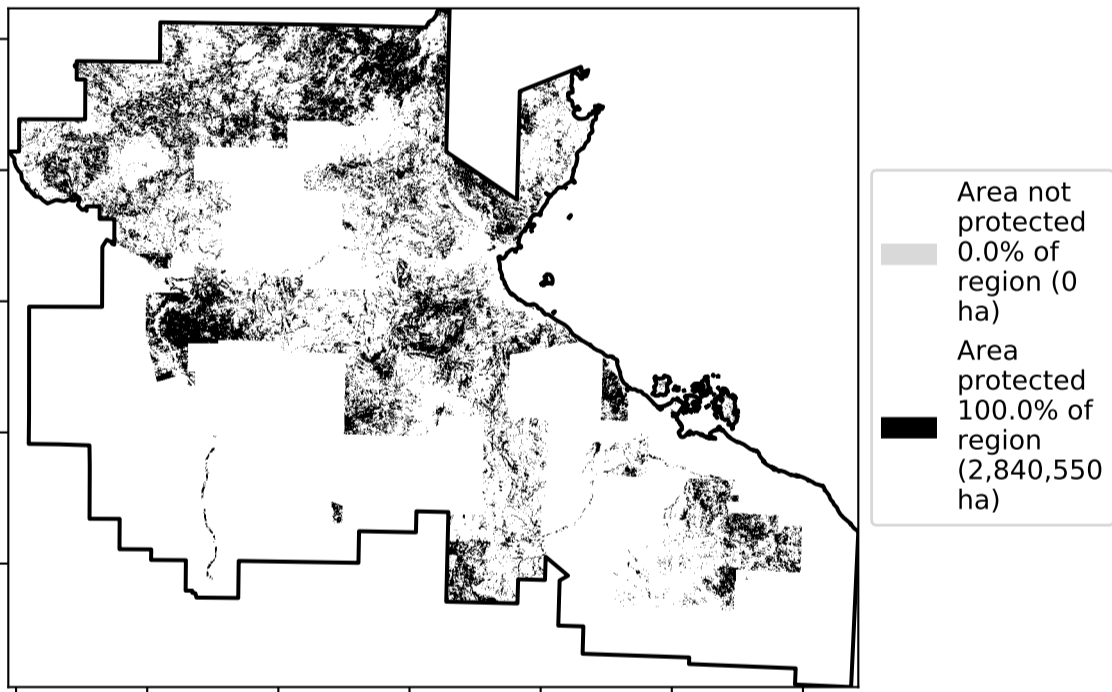 Area not
protected
0.0% of
region (0
ha)
Area
protected
100.0% of
region
(2,840,550
ha)